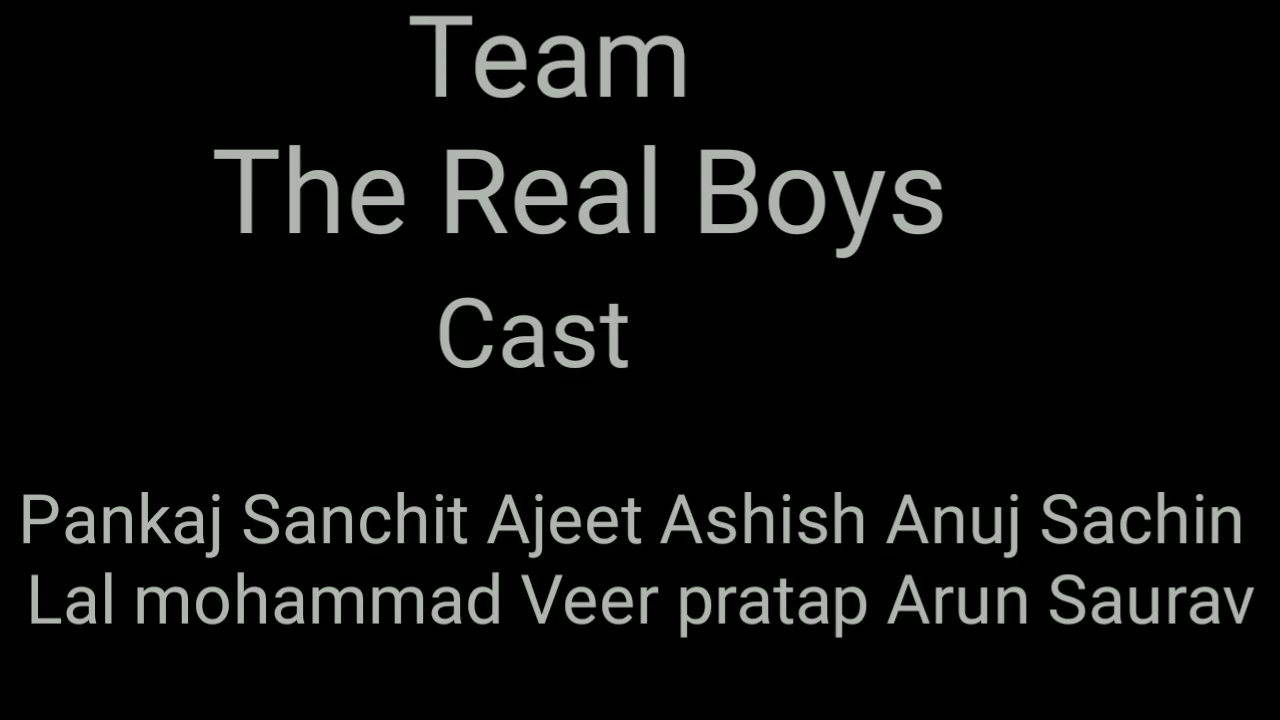 Team
The Real Boys
Cast
Pankaj Sanchit Ajeet Ashish Anuj Sachin
Lal mohammad Veer pratap Arun Saurav